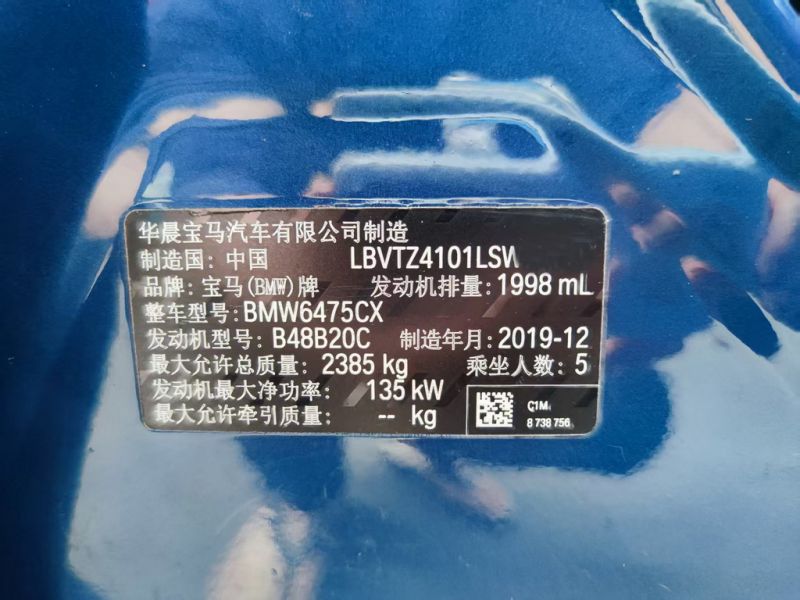 华晨宝马汽车有限公司制造
制造国: 中国 LBVTZ4101LSW
品牌: 宝马(BMW)牌 发动机排量: 1998 mL
整车型号: BMW6475CX
发动机型号: B48B20C 制造年月: 2019-12
最大允许总质量: 2385 kg 乘坐人数: 5
发动机最大净功率: 135 kW
最大允许牵引质量: -- kg
C1M
8 738 756